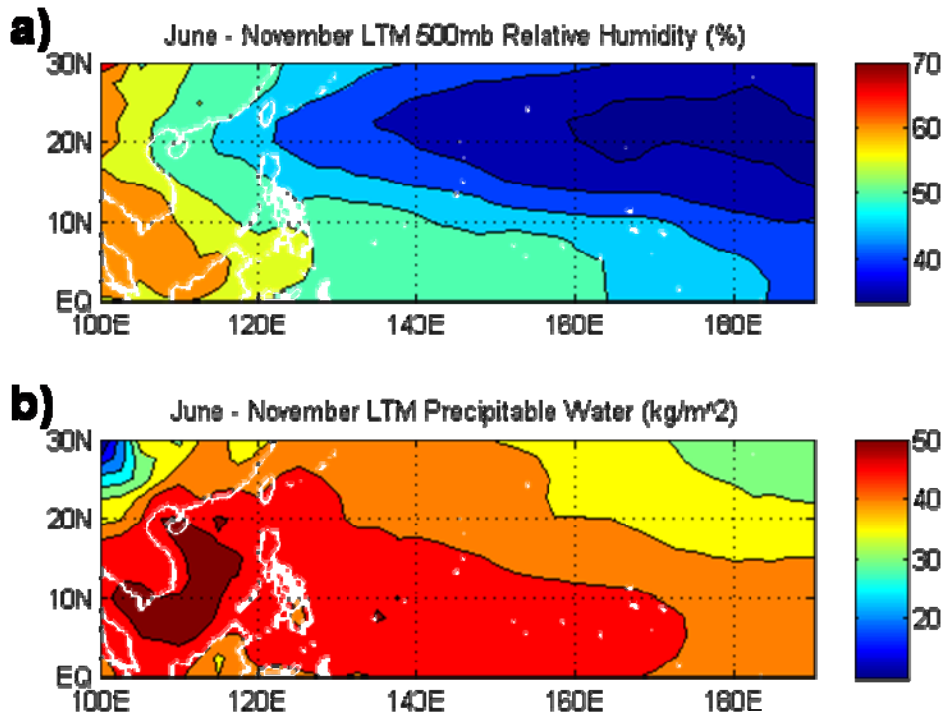 a)
June - November LTM 500mb Relative Humidity (%)
30N
20N
10N
EQ
100E 120E 140E 160E 180E
70
60
50
40
b)
June - November LTM Precipitable Water (kg/m^2)
30N
20N
10N
EQ
100E 120E 140E 160E 180E
50
40
30
20